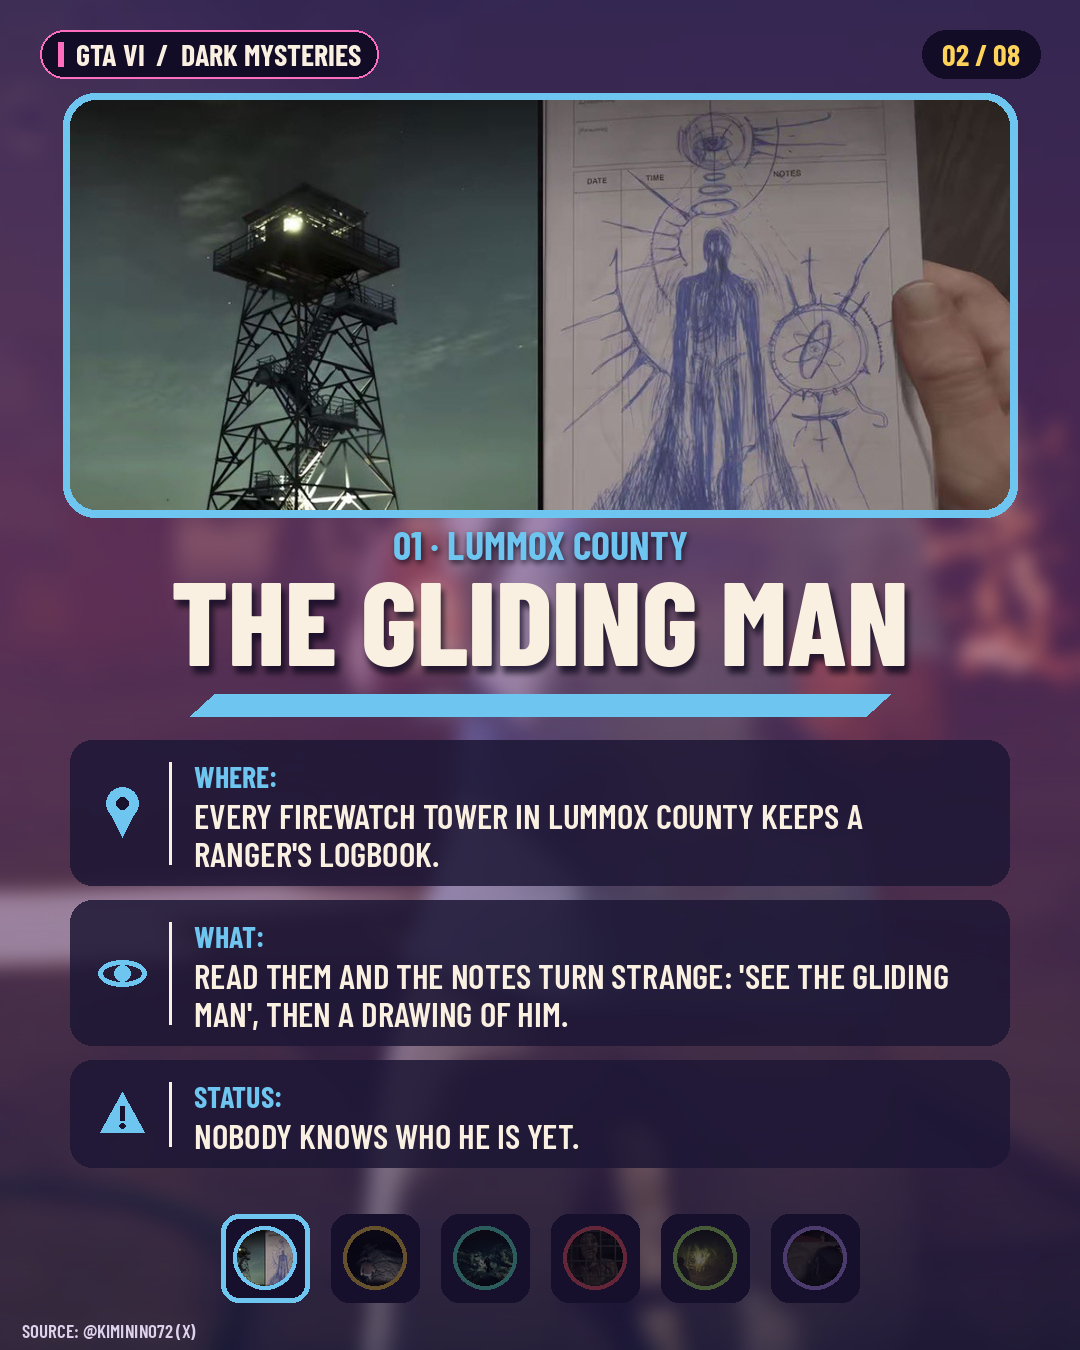 GTA VI / DARK MYSTERIES
02 / 08
DATE
TIME
NOTES
01 · LUMMOX COUNTY
THE GLIDING MAN
WHERE:
EVERY FIREWATCH TOWER IN LUMMOX COUNTY KEEPS A
RANGER'S LOGBOOK.
WHAT:
READ THEM AND THE NOTES TURN STRANGE: 'SEE THE GLIDING
MAN', THEN A DRAWING OF HIM.
STATUS:
NOBODY KNOWS WHO HE IS YET.
SOURCE: @KIMININO72 (X)